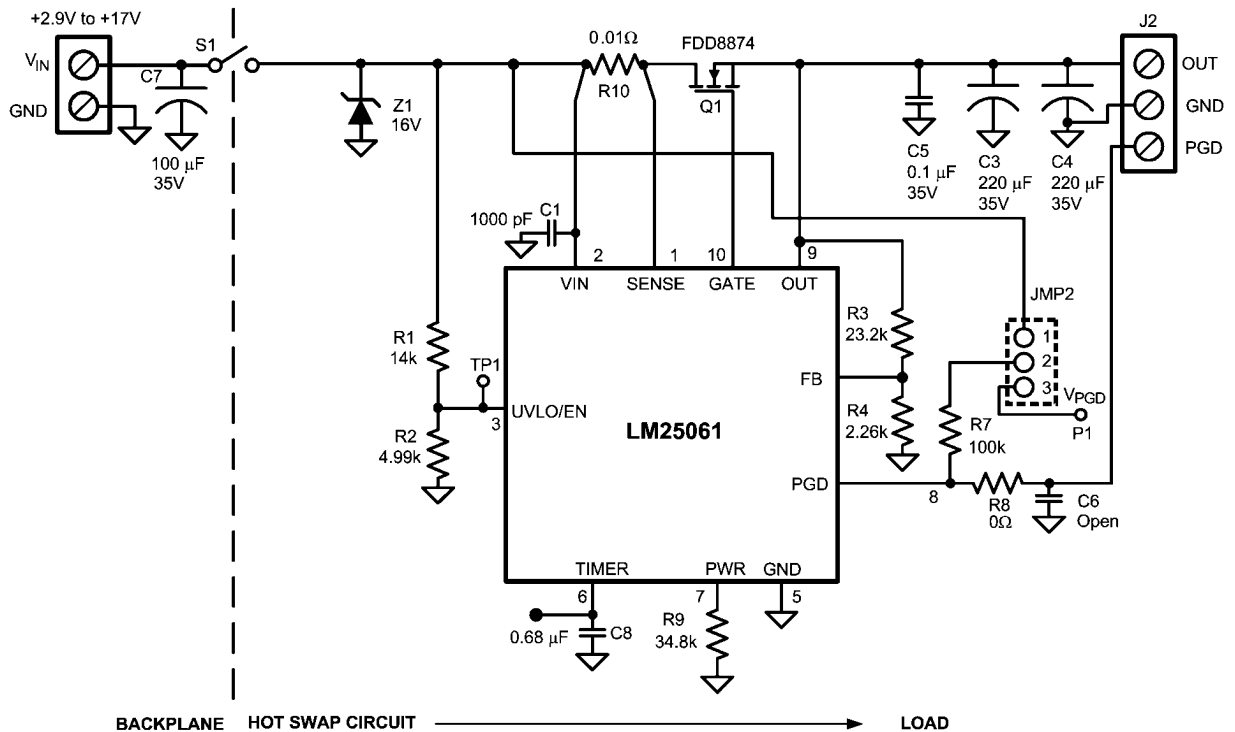 +2.9V to +17V
V_IN
GND
S1
C7
100 μF
35V
Z1
16V
0.01Ω
R10
FDD8874
Q1
J2
OUT
GND
PGD
C5
0.1 μF
35V
C3
220 μF
35V
C4
220 μF
35V
1000 pF
C1
2
1
10
9
VIN
SENSE
GATE
OUT
R1
14k
TP1
UVLO/EN
3
R2
4.99k
LM25061
FB
PGD
8
R3
23.2k
R4
2.26k
JMP2
1
2
3
V_PGD
P1
R7
100k
R8
0Ω
C6
Open
TIMER
PWR
GND
6
7
5
0.68 μF
C8
R9
34.8k
BACKPLANE
HOT SWAP CIRCUIT
LOAD